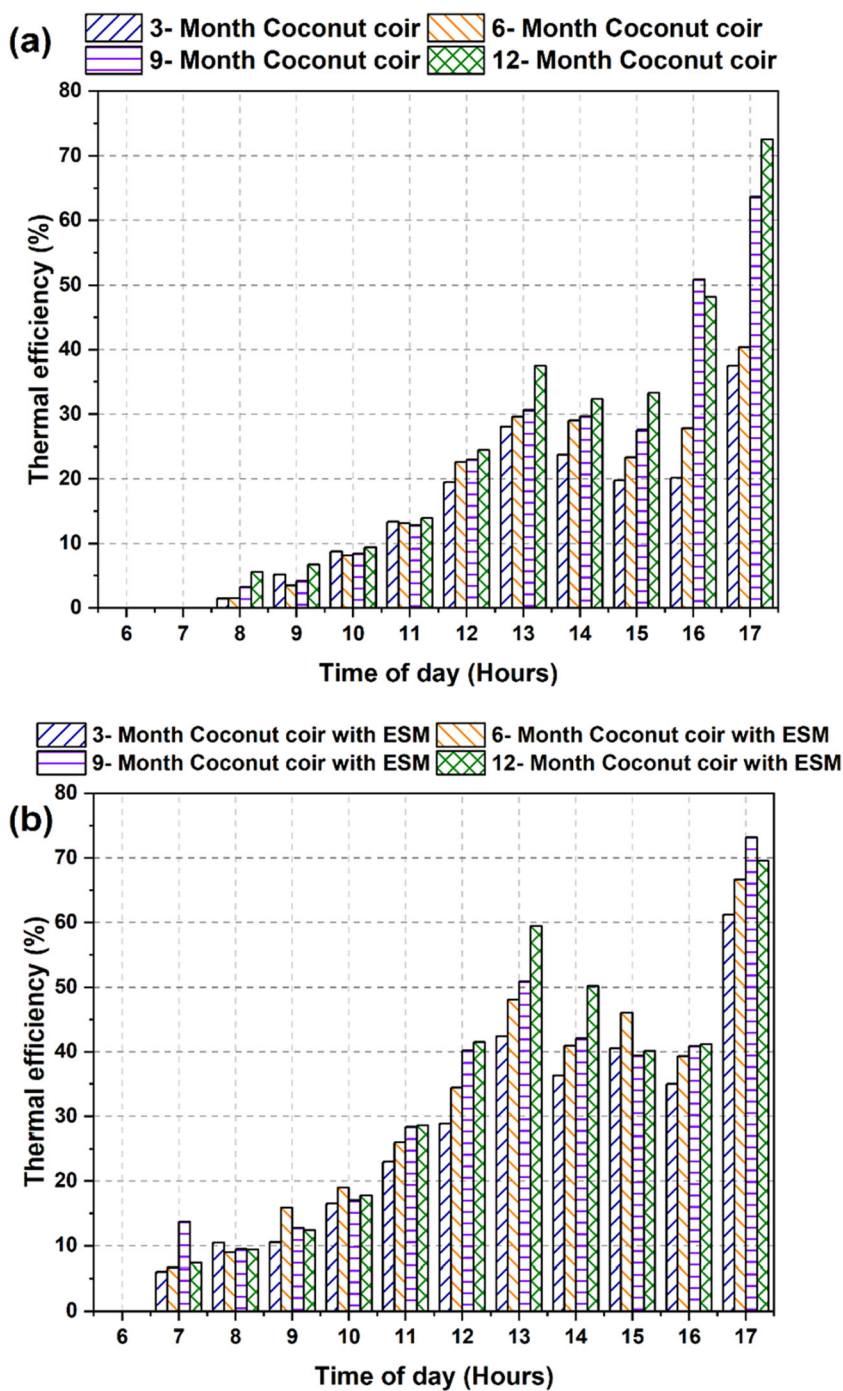 (a)
3- Month Coconut coir 6- Month Coconut coir
9- Month Coconut coir 12- Month Coconut coir
80
70
60
50
40
30
20
10
0
Thermal efficiency (%)
6 7 8 9 10 11 12 13 14 15 16 17
Time of day (Hours)
3- Month Coconut coir with ESM 6- Month Coconut coir with ESM
9- Month Coconut coir with ESM 12- Month Coconut coir with ESM
(b)
80
70
60
50
40
30
20
10
0
Thermal efficiency (%)
6 7 8 9 10 11 12 13 14 15 16 17
Time of day (Hours)